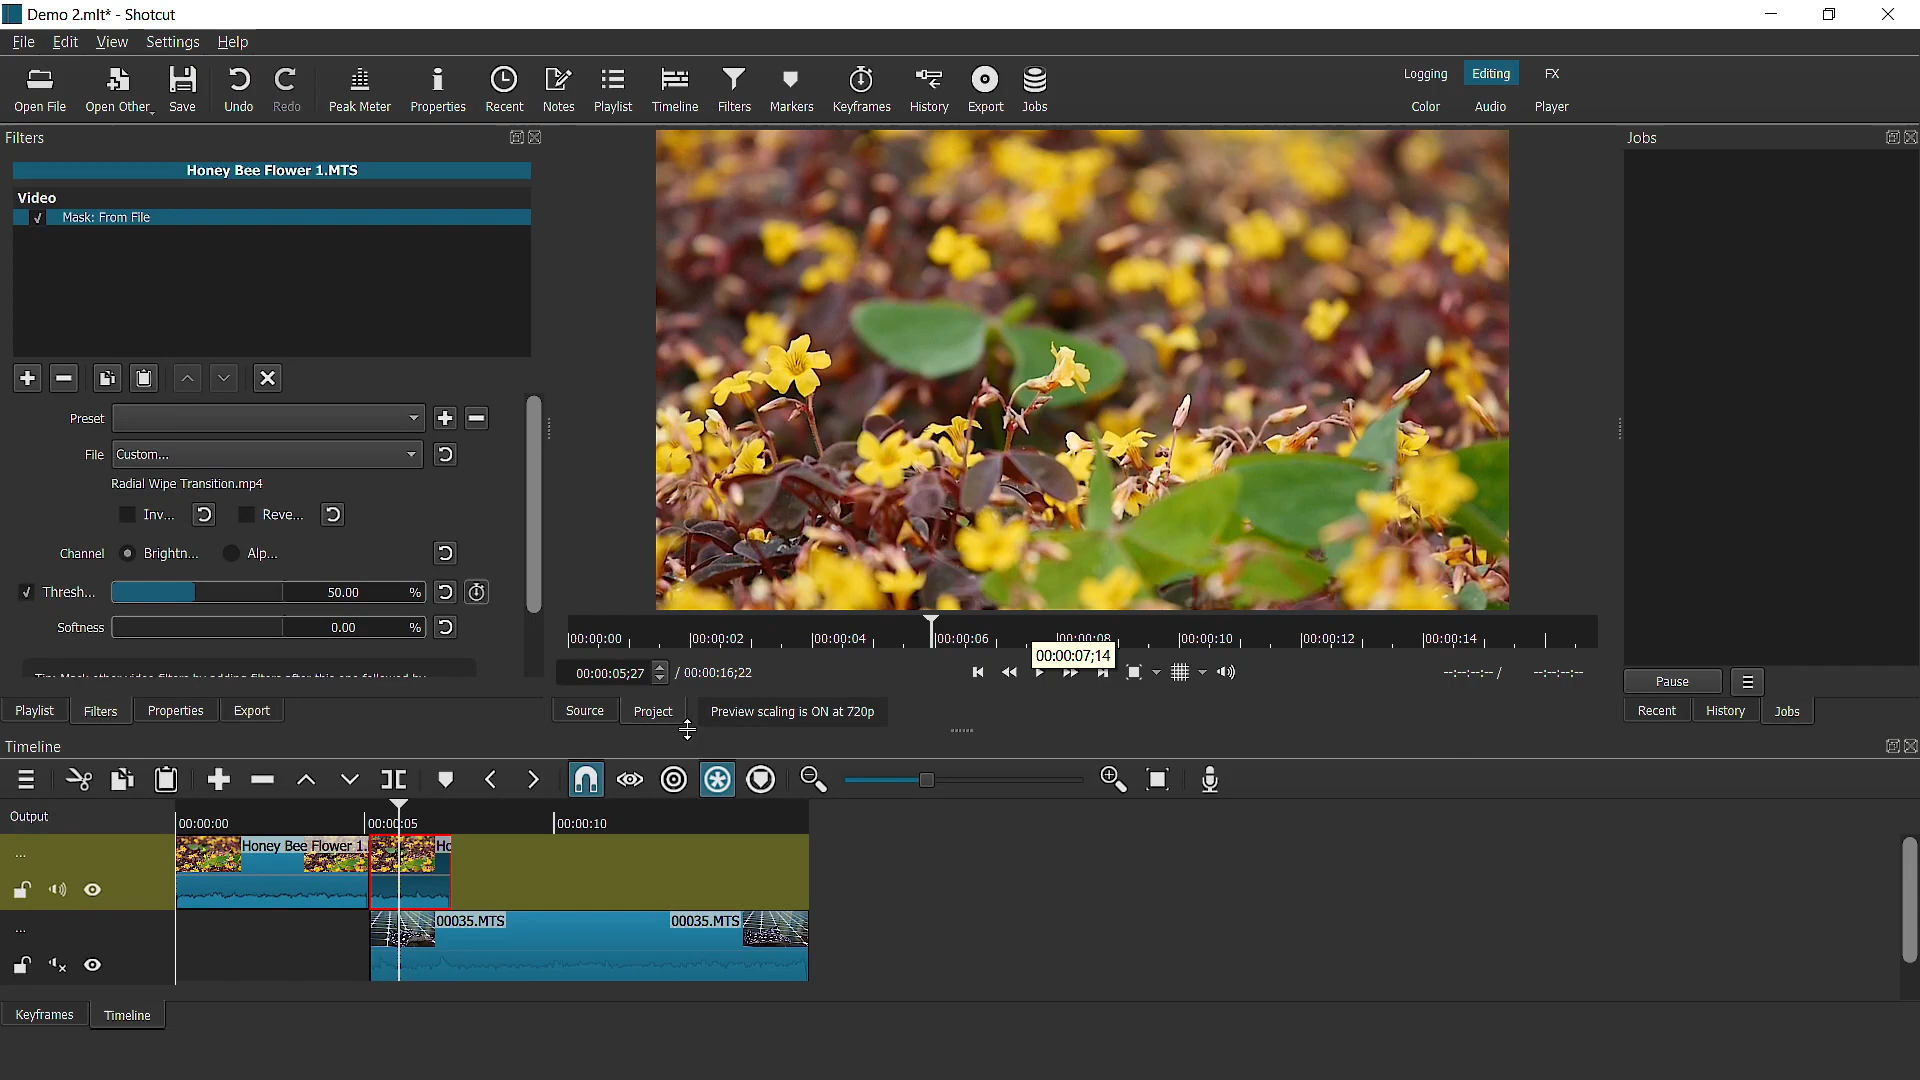 Demo 2.mlt* - Shotcut
File Edit View Settings Help
Open File Open Other Save Undo Redo Peak Meter Properties Recent Notes Playlist Timeline Filters Markers Keyframes History Export Jobs
Logging Editing FX
Color Audio Player
Filters
Honey Bee Flower 1.MTS
Video
Mask: From File
Preset
File Custom...
Radial Wipe Transition.mp4
Inv... Reve...
Channel Brightn... Alp...
Thresh... 50.00 %
Softness 0.00 %
Playlist Filters Properties Export
00:00:00 00:00:02 00:00:04 00:00:06 00:00:08 00:00:10 00:00:12 00:00:14
00:00:07;14
00:00:05;27 / 00:00:16;22
--:--:--:-- / --:--:--:--
Source Project Preview scaling is ON at 720p
Jobs
Pause
Recent History Jobs
Timeline
Output
00:00:00 00:00:05 00:00:10
... Honey Bee Flower 1. Ho
... 00035.MTS 00035.MTS
Keyframes Timeline